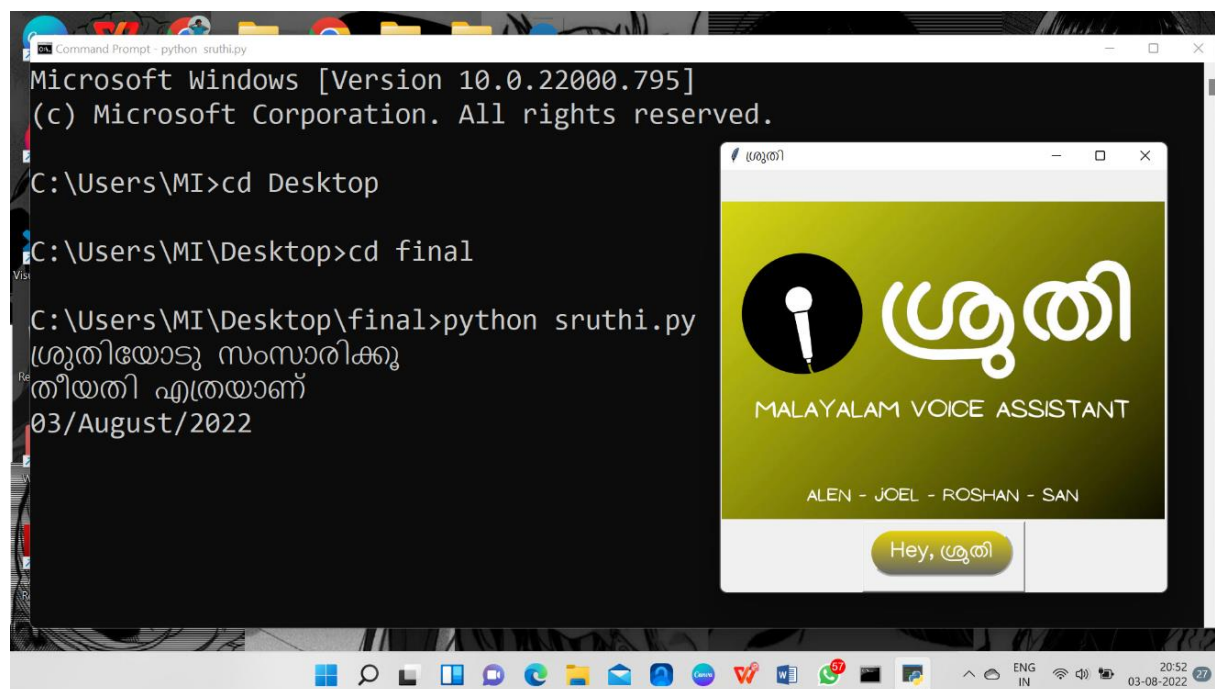 Command Prompt - python sruthi.py
Microsoft Windows [Version 10.0.22000.795]
(c) Microsoft Corporation. All rights reserved.
C:\Users\MI>cd Desktop
C:\Users\MI\Desktop>cd final
C:\Users\MI\Desktop\final>python sruthi.py
ശ്രുതിയോടു സംസാരിക്കൂ
തീയതി എത്രയാണ്
03/August/2022
ശ്രുതി
ശ്രുതി
MALAYALAM VOICE ASSISTANT
ALEN - JOEL - ROSHAN - SAN
Hey, ശ്രുതി
57
ENG
IN
20:52
03-08-2022
27